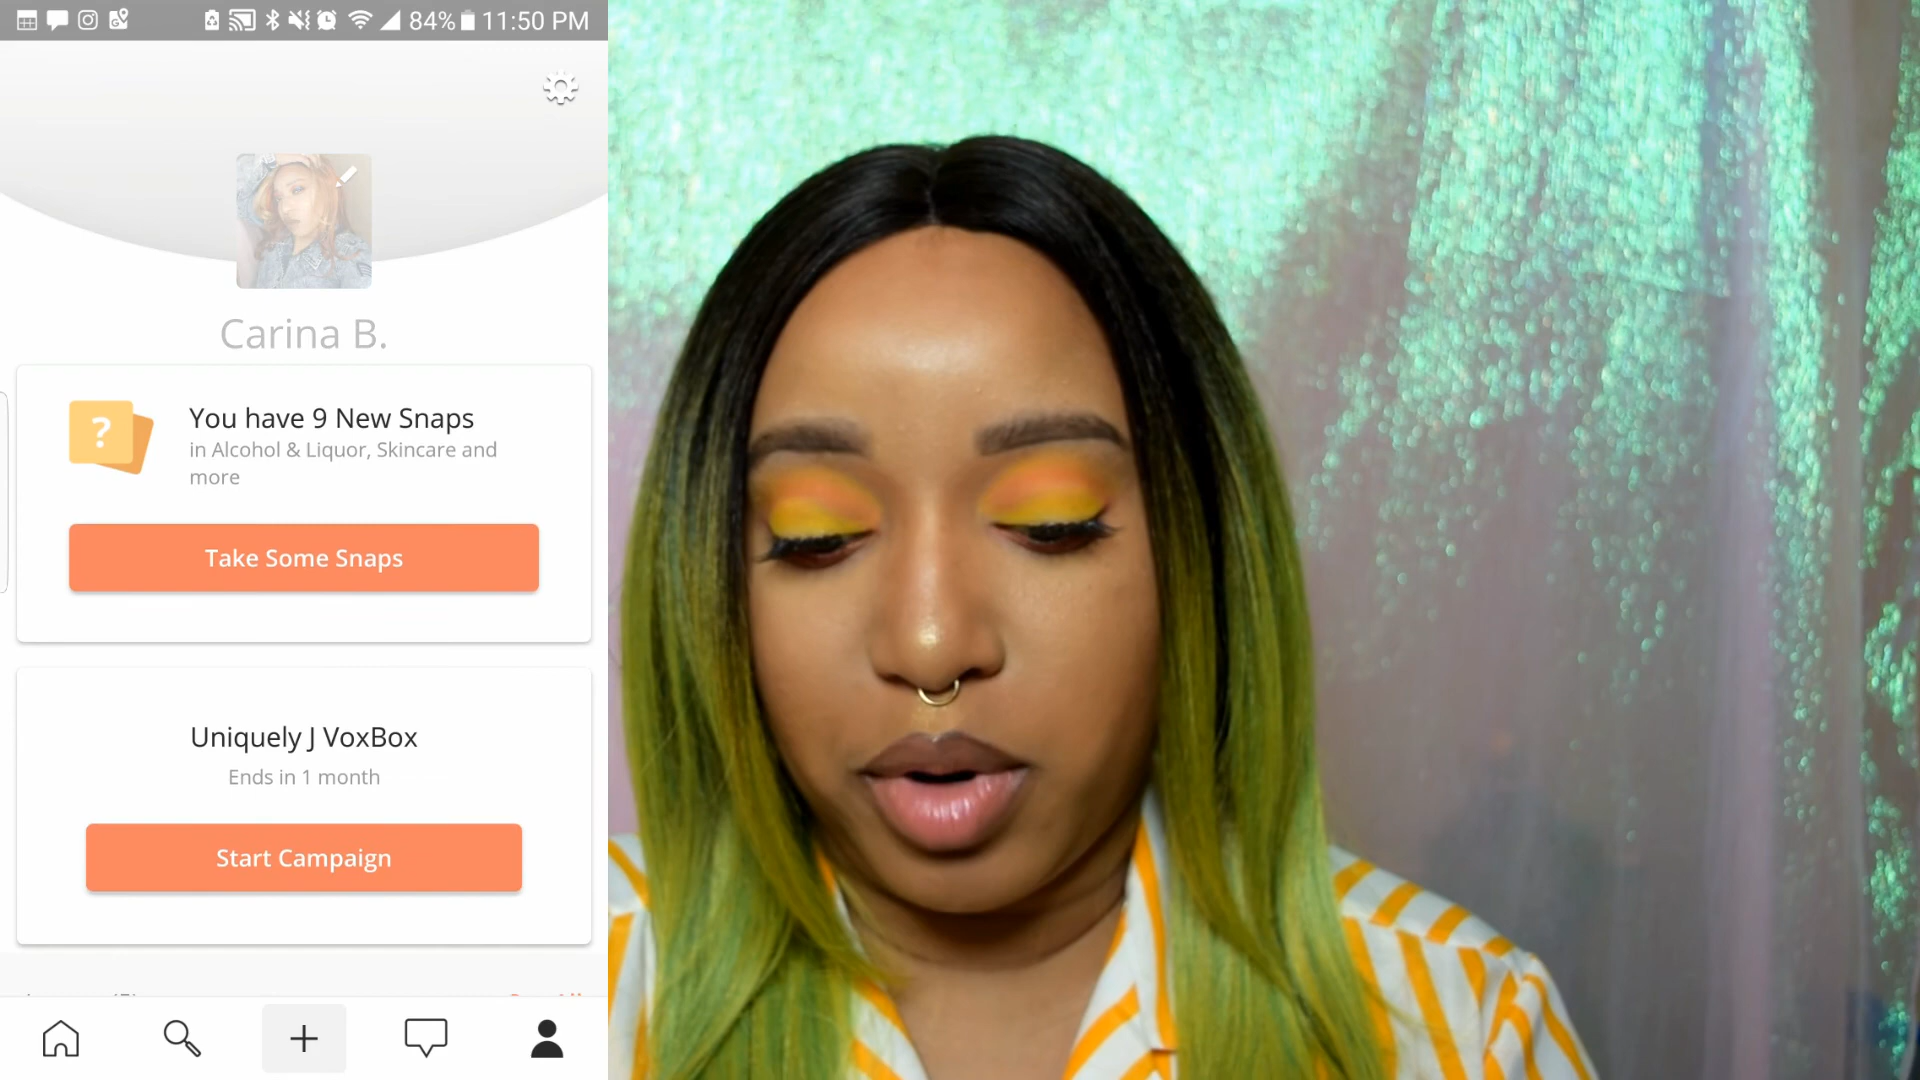 84% 11:50 PM
Carina B.
?
You have 9 New Snaps
in Alcohol & Liquor, Skincare and
more
Take Some Snaps
Uniquely J VoxBox
Ends in 1 month
Start Campaign